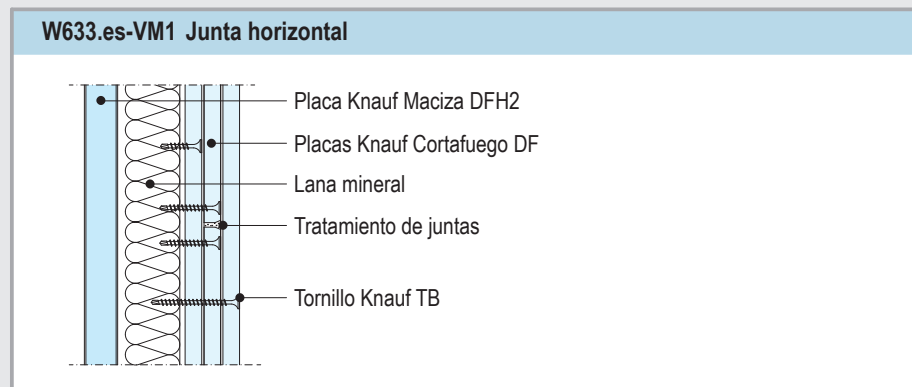 W633.es-VM1 Junta horizontal
Placa Knauf Maciza DFH2
Placas Knauf Cortafuego DF
Lana mineral
Tratamiento de juntas
Tornillo Knauf TB